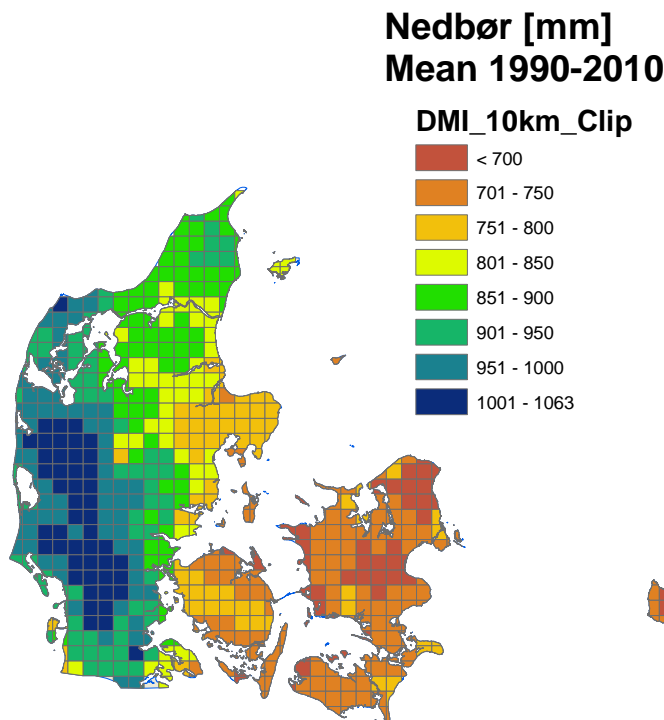 Nedbør [mm]
Mean 1990-2010
DMI_10km_Clip
< 700
701 - 750
751 - 800
801 - 850
851 - 900
901 - 950
951 - 1000
1001 - 1063